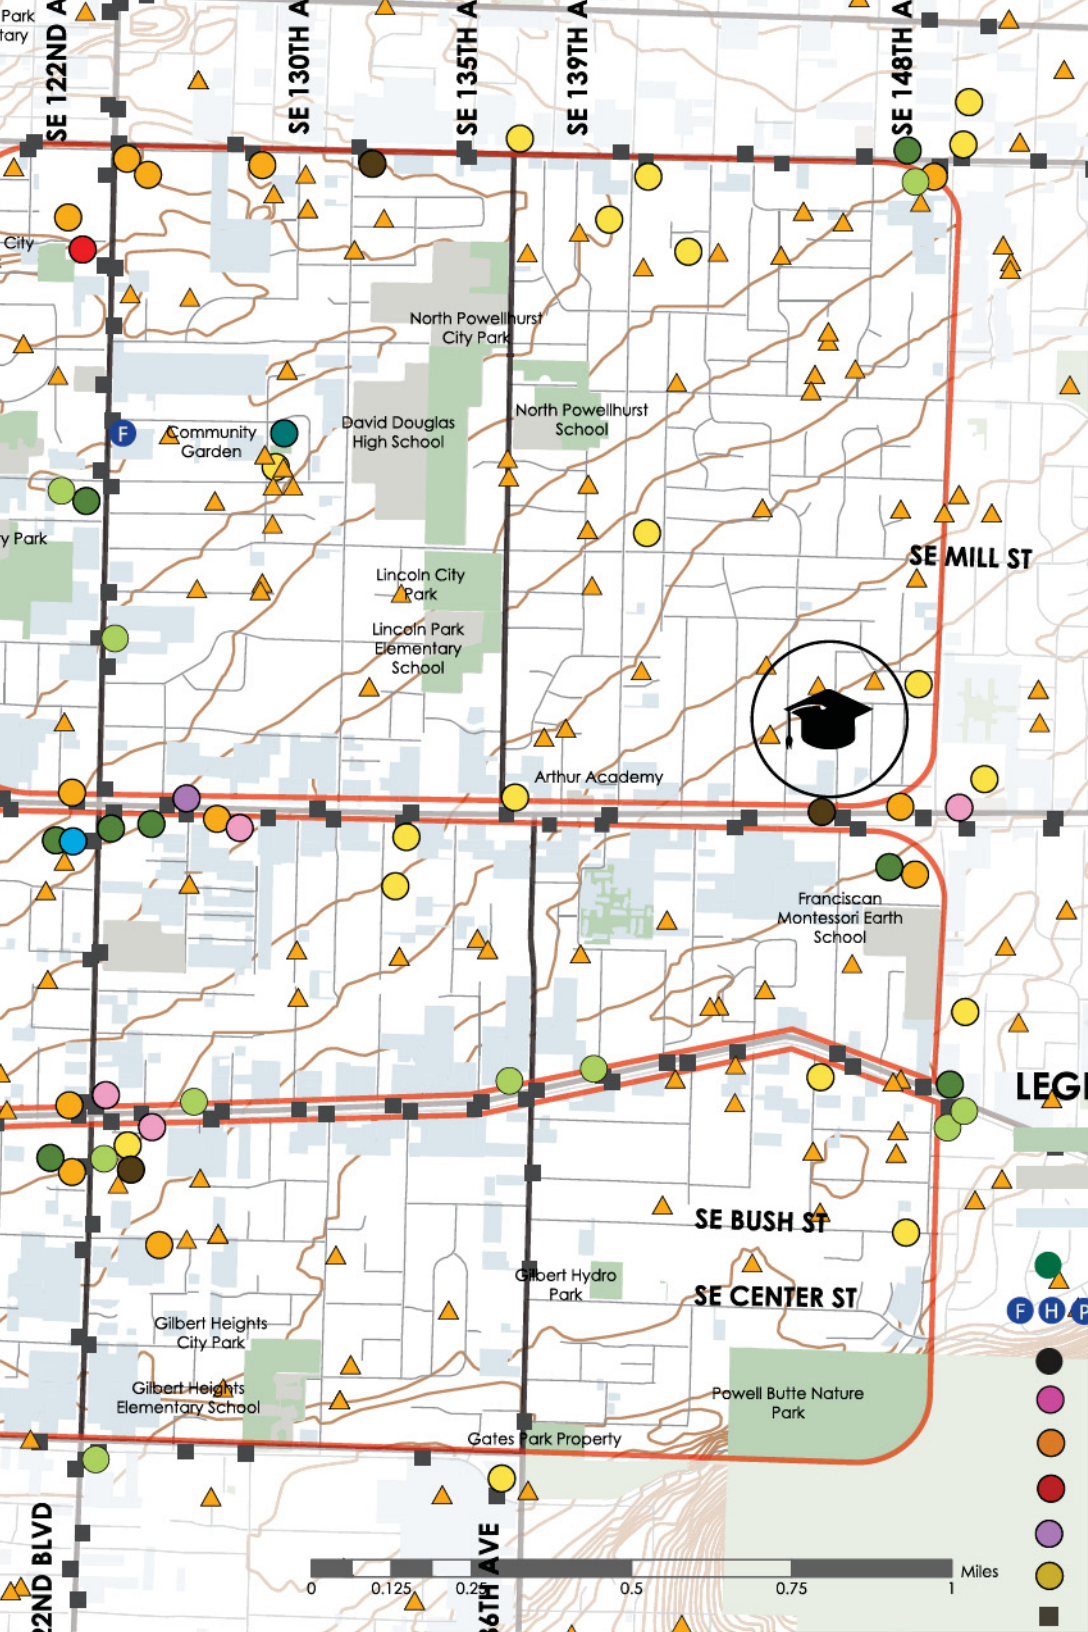 Park
tary
SE 122ND A
SE 130TH A
SE 135TH A
SE 139TH A
SE 148TH A
City
North Powellhurst
City Park
David Douglas
High School
North Powellhurst
School
F
Community
Garden
y Park
SE MILL ST
Lincoln City
Park
Lincoln Park
Elementary
School
Arthur Academy
Franciscan
Montessori Earth
School
LEGE
SE BUSH ST
Gilbert Hydro
Park
SE CENTER ST
F H P
Gilbert Heights
City Park
Gilbert Heights
Elementary School
Powell Butte Nature
Park
Gates Park Property
22ND BLVD
36TH AVE
0 0.125 0.25 0.5 0.75 1 Miles